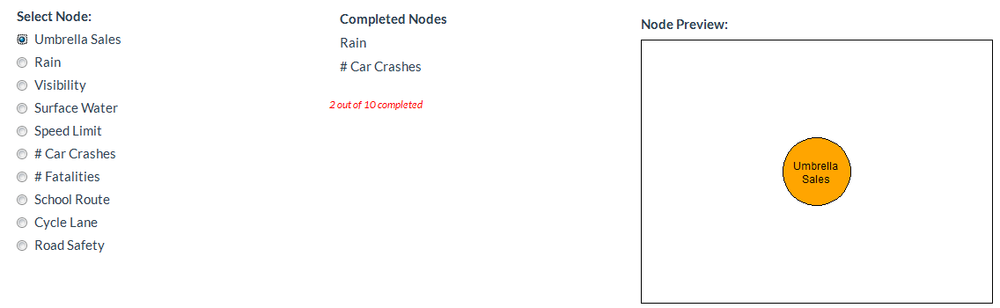 Select Node:
Umbrella Sales
Rain
Visibility
Surface Water
Speed Limit
# Car Crashes
# Fatalities
School Route
Cycle Lane
Road Safety
Completed Nodes
Rain
# Car Crashes
2 out of 10 completed
Node Preview:
Umbrella
Sales